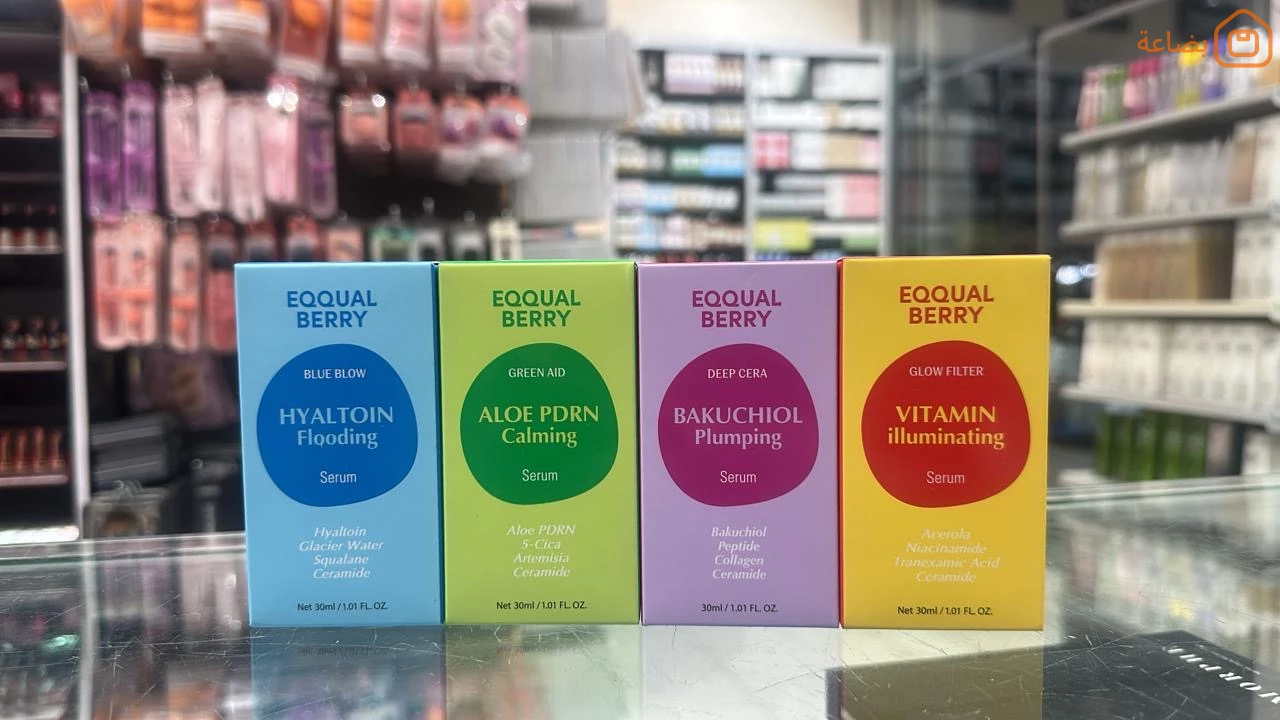 بضاعة
EQQUAL
BERRY
BLUE BLOW
HYALTOIN
Flooding
Serum
Hyaltoin
Glacier Water
Squalane
Ceramide
Net 30ml / 1.01 FL. OZ.
EQQUAL
BERRY
GREEN AID
ALOE PDRN
Calming
Serum
Aloe PDRN
5-Cica
Artemisia
Ceramide
Net 30ml / 1.01 FL. OZ.
EQQUAL
BERRY
DEEP CERA
BAKUCHIOL
Plumping
Serum
Bakuchiol
Peptide
Collagen
Ceramide
30ml / 1.01 FL. OZ.
EQQUAL
BERRY
GLOW FILTER
VITAMIN
illuminating
Serum
Acerola
Niacinamide
Tranexamic Acid
Ceramide
Net 30ml / 1.01 FL. OZ.
MORPHE